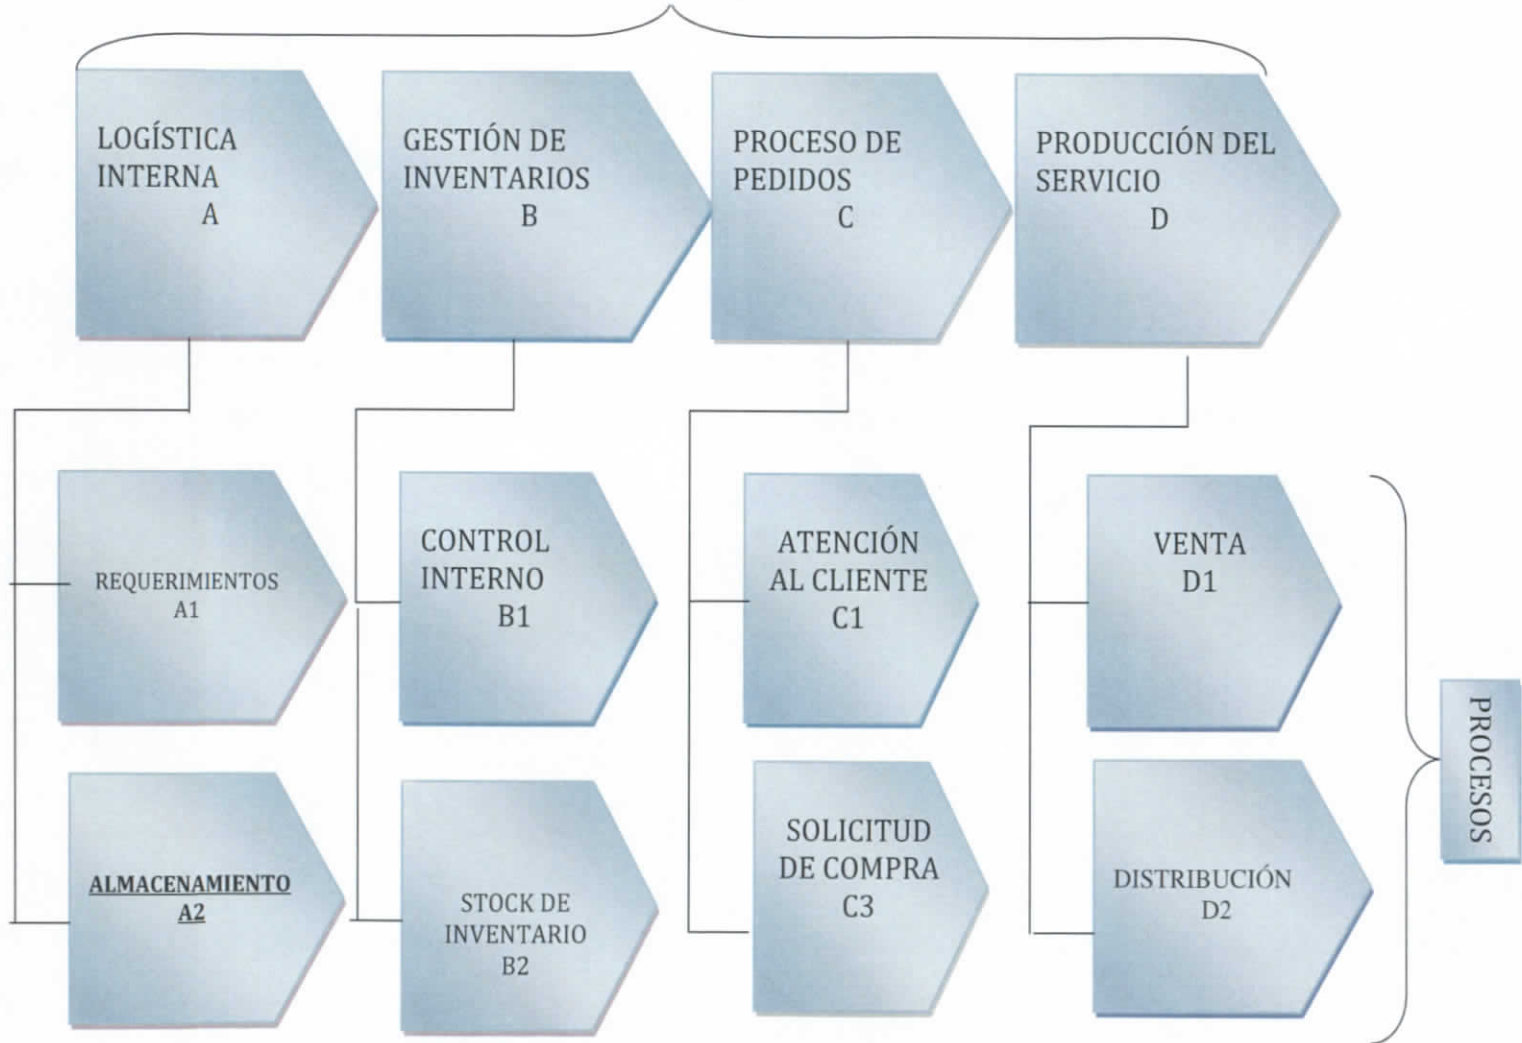 LOGÍSTICA
INTERNA
A
GESTIÓN DE
INVENTARIOS
B
PROCESO DE
PEDIDOS
C
PRODUCCIÓN DEL
SERVICIO
D
REQUERIMIENTOS
A1
CONTROL
INTERNO
B1
ATENCIÓN
AL CLIENTE
C1
VENTA
D1
ALMACENAMIENTO
A2
STOCK DE
INVENTARIO
B2
SOLICITUD
DE COMPRA
C3
DISTRIBUCIÓN
D2
PROCESOS